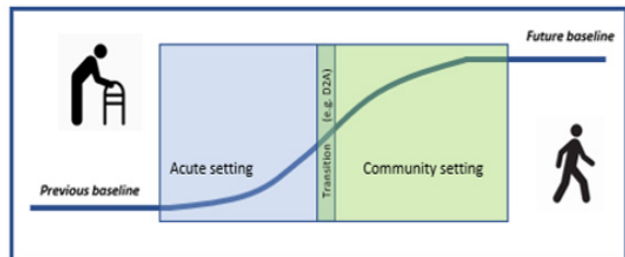 Future baseline
Transition (e.g. D2A)
Acute setting
Community setting
Previous baseline